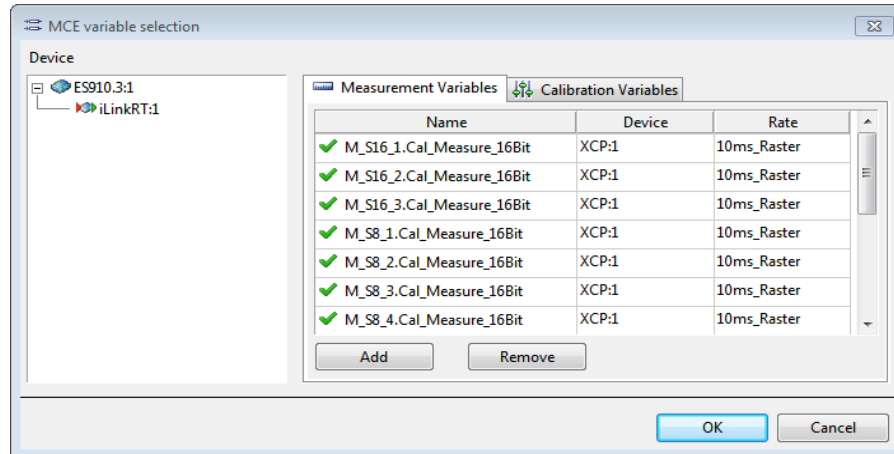 MCE variable selection
Device
ES910.3:1
iLinkRT:1
Measurement Variables Calibration Variables
Name Device Rate
M_S16_1.Cal_Measure_16Bit XCP:1 10ms_Raster
M_S16_2.Cal_Measure_16Bit XCP:1 10ms_Raster
M_S16_3.Cal_Measure_16Bit XCP:1 10ms_Raster
M_S8_1.Cal_Measure_16Bit XCP:1 10ms_Raster
M_S8_2.Cal_Measure_16Bit XCP:1 10ms_Raster
M_S8_3.Cal_Measure_16Bit XCP:1 10ms_Raster
M_S8_4.Cal_Measure_16Bit XCP:1 10ms_Raster
Add Remove
OK Cancel